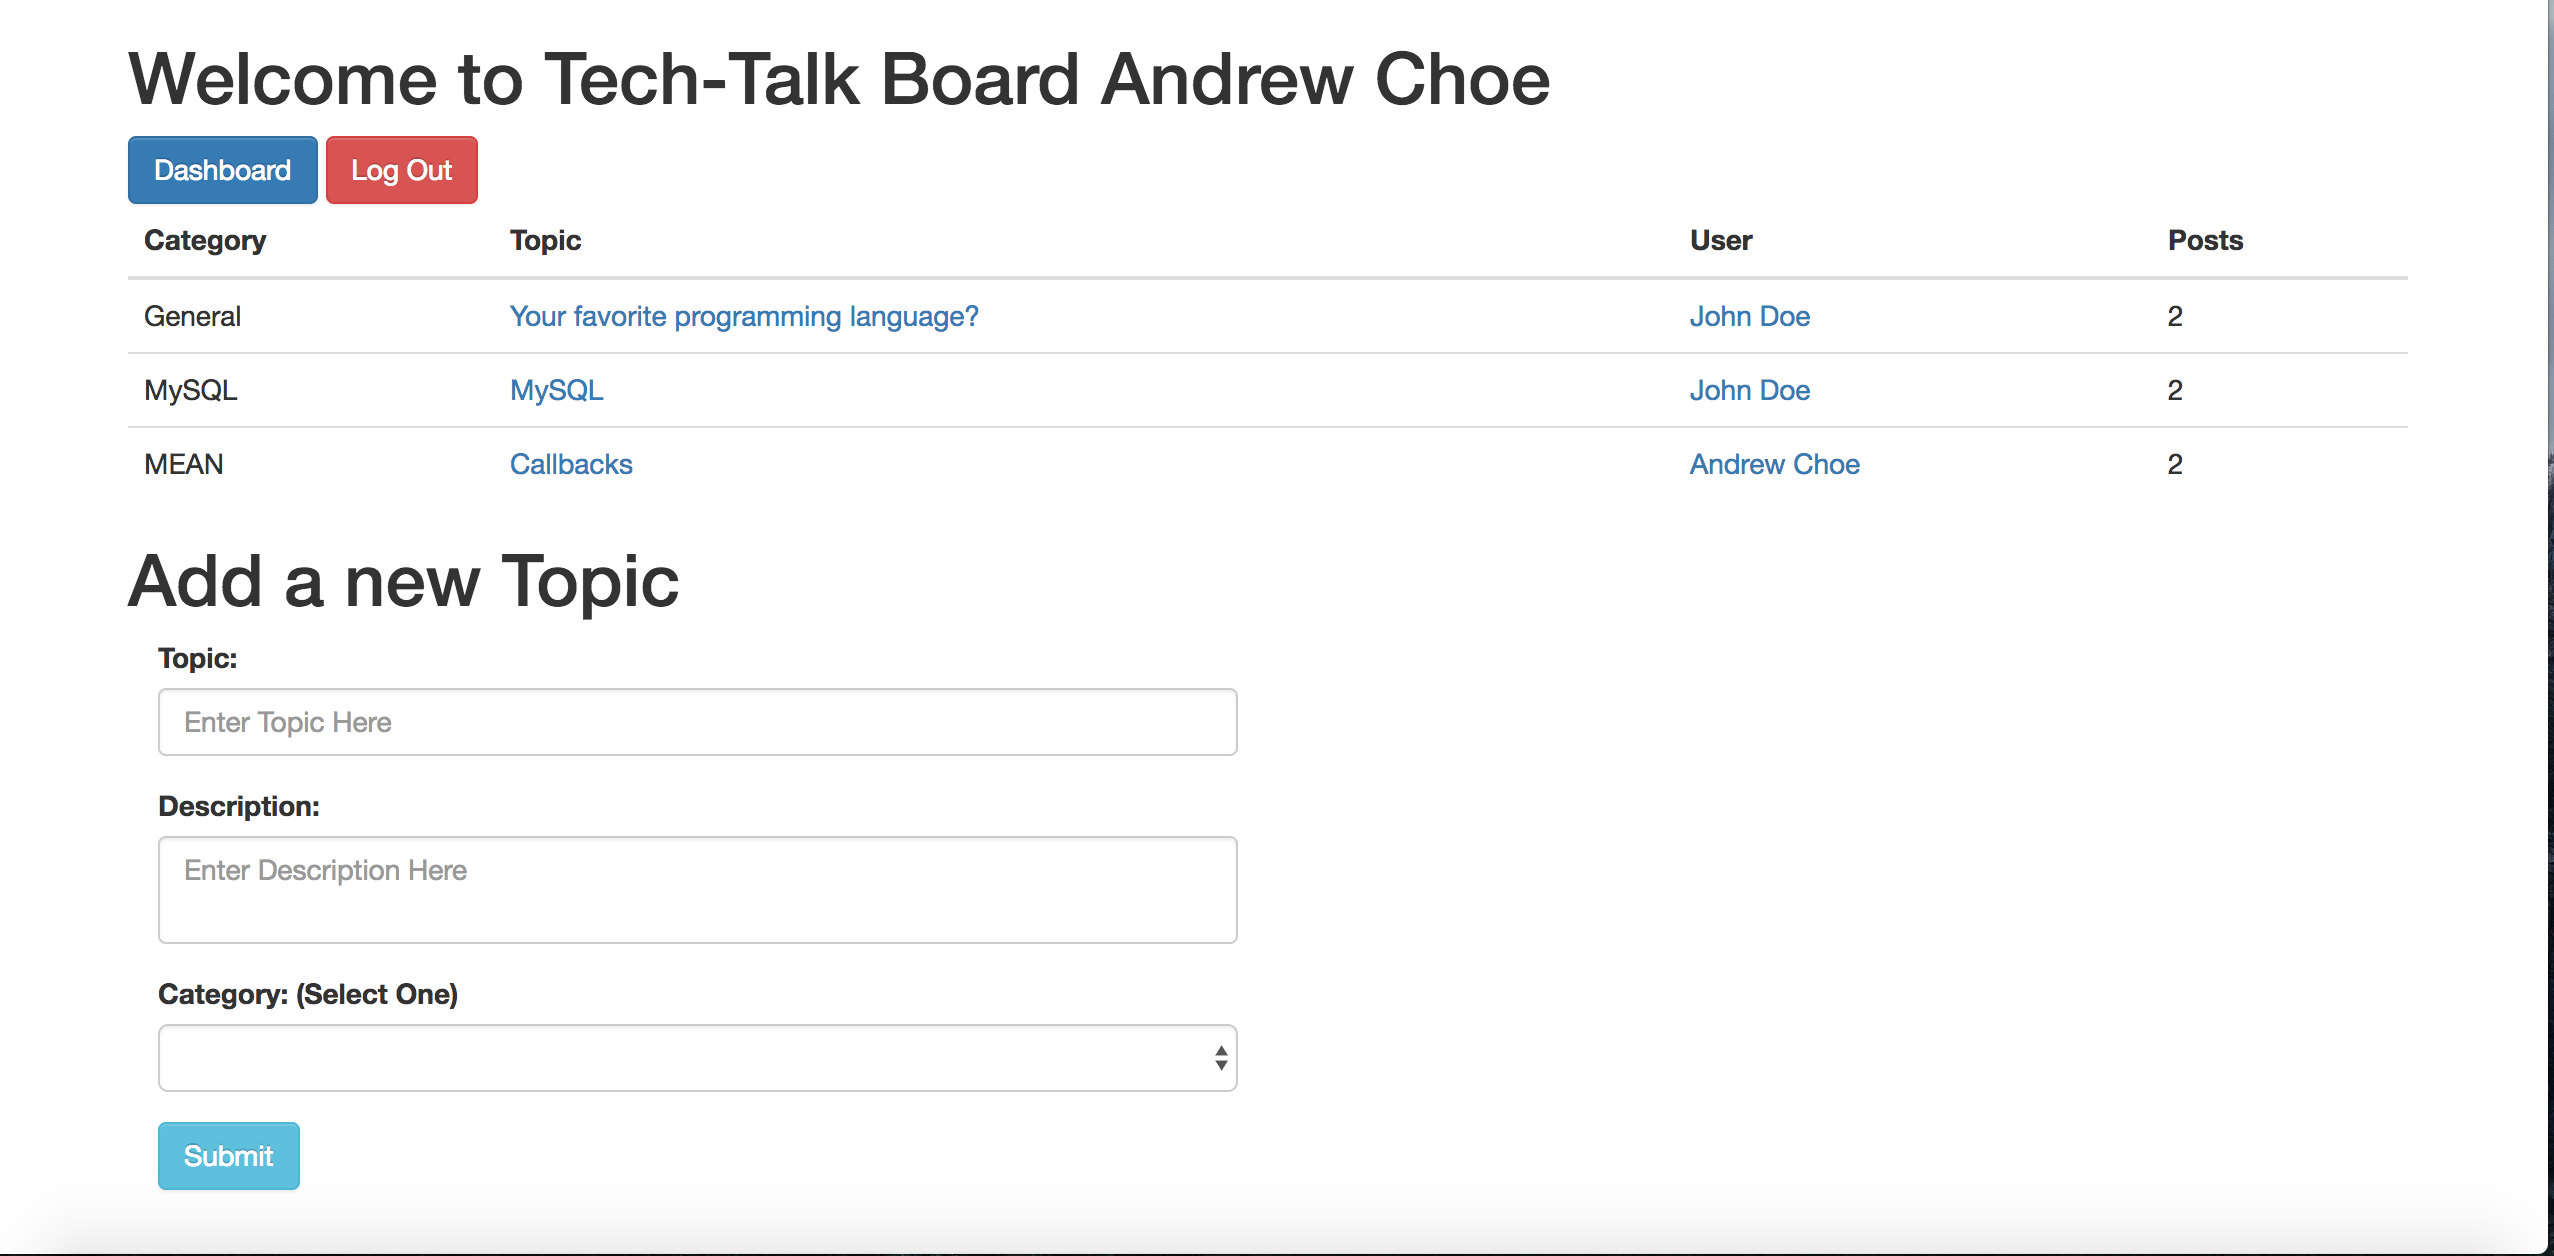 Welcome to Tech-Talk Board Andrew Choe
Dashboard Log Out
Category Topic User Posts
General Your favorite programming language? John Doe 2
MySQL MySQL John Doe 2
MEAN Callbacks Andrew Choe 2
Add a new Topic
Topic:
Enter Topic Here
Description:
Enter Description Here
Category: (Select One)
Submit